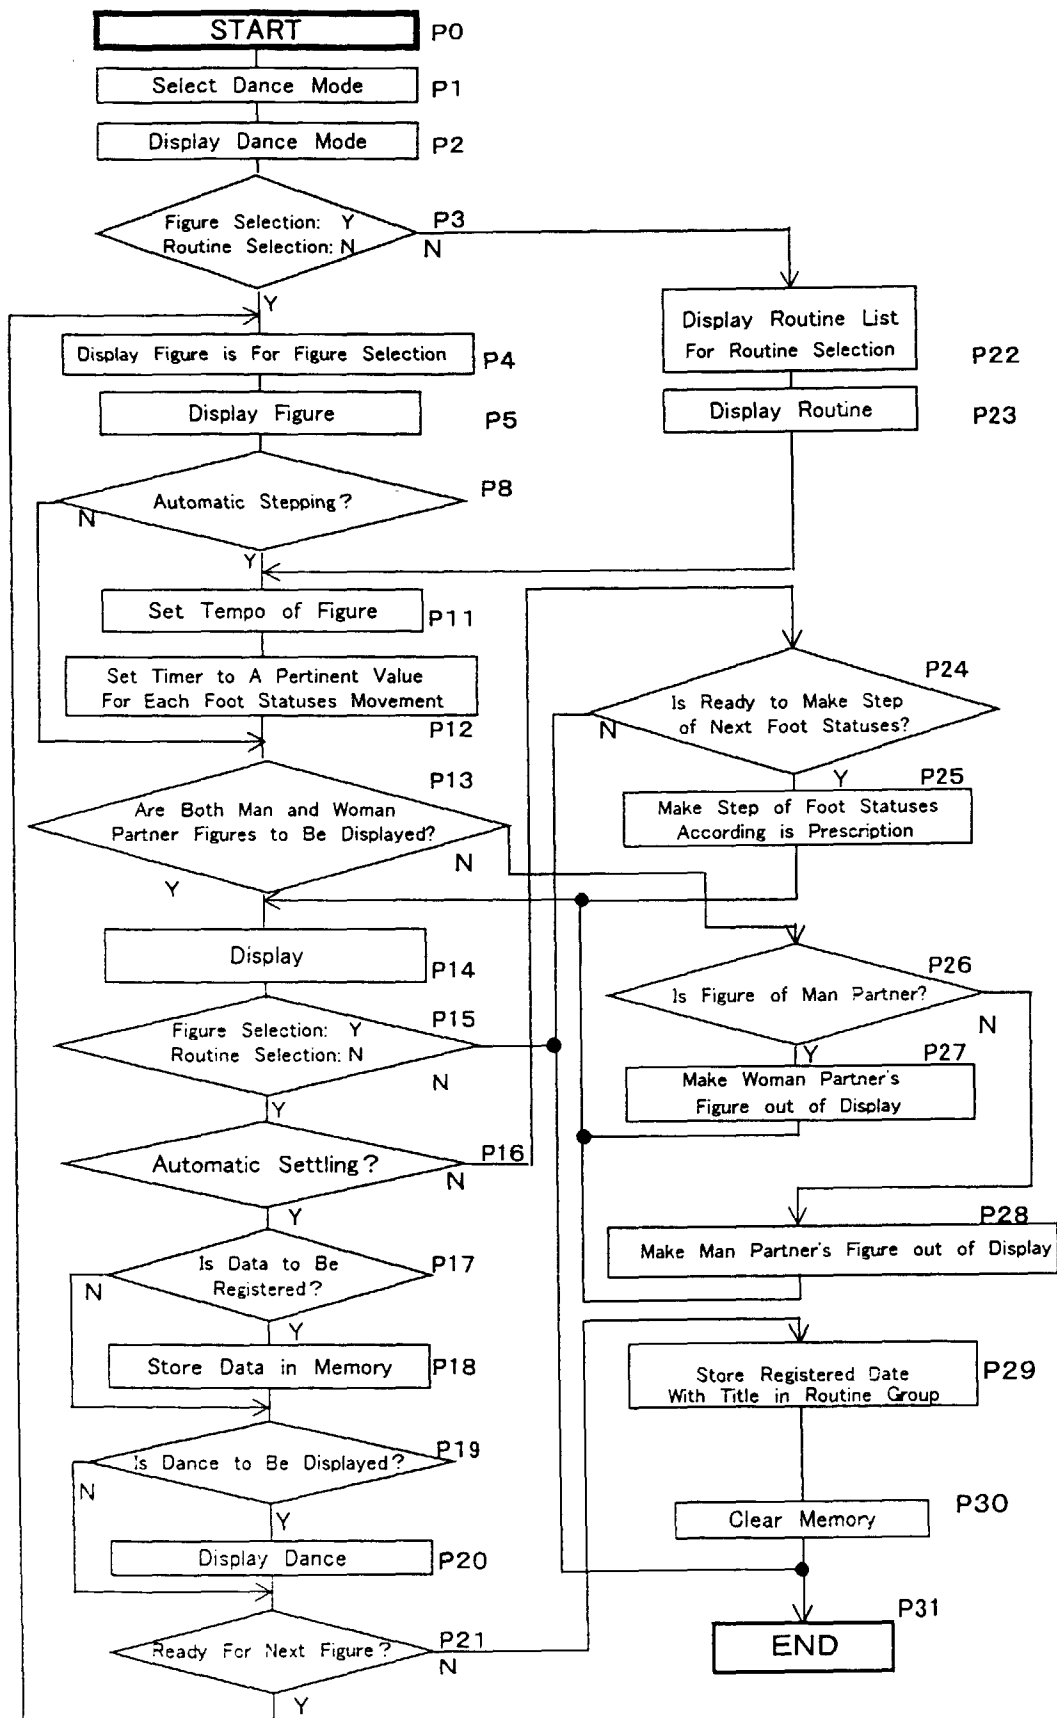 START
P0
Select Dance Mode
P1
Display Dance Mode
P2
Figure Selection: Y
Routine Selection: N
P3
N
Y
Display Figure is For Figure Selection
P4
Display Figure
P5
Automatic Stepping?
P8
N
Y
Set Tempo of Figure
P11
Set Timer to A Pertinent Value
For Each Foot Statuses Movement
P12
Are Both Man and Woman
Partner Figures to Be Displayed?
P13
N
Y
Display
P14
Figure Selection: Y
Routine Selection: N
P15
N
Y
Automatic Settling?
P16
N
Y
Is Data to Be
Registered?
P17
N
Y
Store Data in Memory
P18
Is Dance to Be Displayed?
P19
N
Y
Display Dance
P20
Ready For Next Figure?
P21
N
Y
Display Routine List
For Routine Selection
P22
Display Routine
P23
Is Ready to Make Step
of Next Foot Statuses?
P24
N
Y
P25
Make Step of Foot Statuses
According is Prescription
Is Figure of Man Partner?
P26
N
Y
P27
Make Woman Partner's
Figure out of Display
P28
Make Man Partner's Figure out of Display
Store Registered Date
With Title in Routine Group
P29
Clear Memory
P30
P31
END